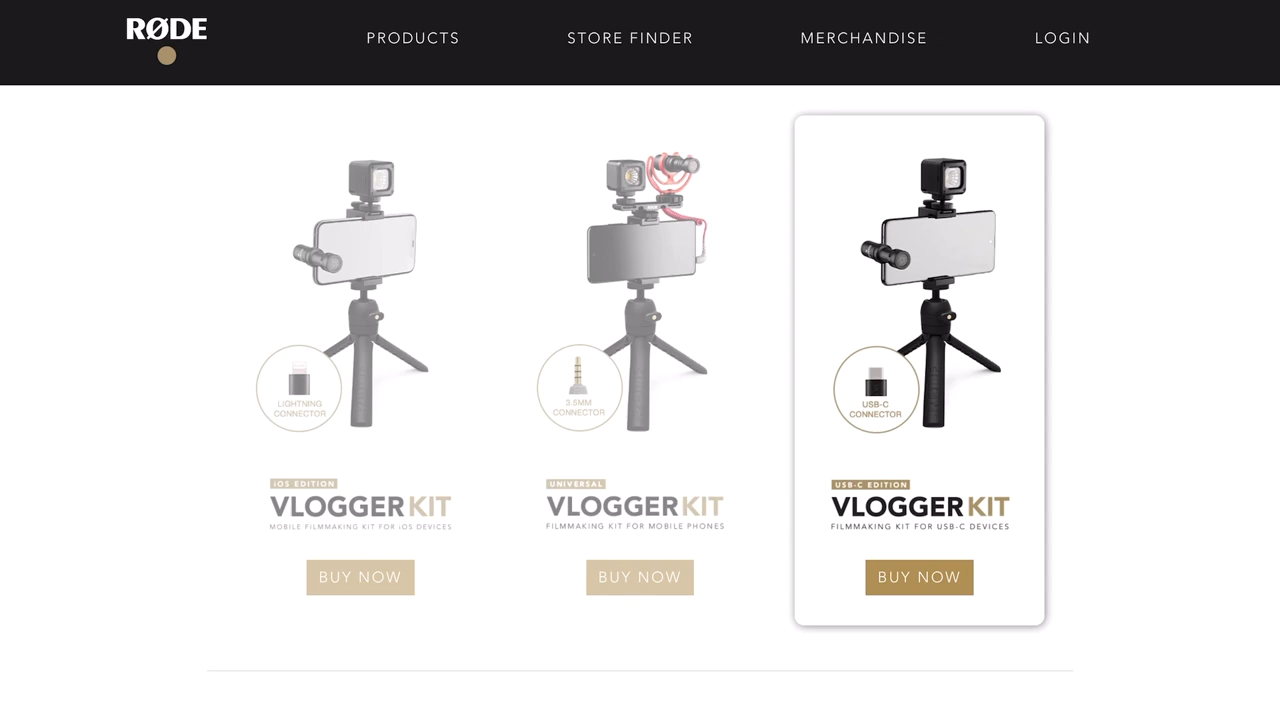 RØDE
PRODUCTS
STORE FINDER
MERCHANDISE
LOGIN
LIGHTNING
CONNECTOR
iOS EDITION
VLOGGER KIT
MOBILE FILMMAKING KIT FOR iOS DEVICES
BUY NOW
3.5MM
CONNECTOR
UNIVERSAL
VLOGGER KIT
FILMMAKING KIT FOR MOBILE PHONES
BUY NOW
USB-C
CONNECTOR
USB-C EDITION
VLOGGER KIT
FILMMAKING KIT FOR USB-C DEVICES
BUY NOW